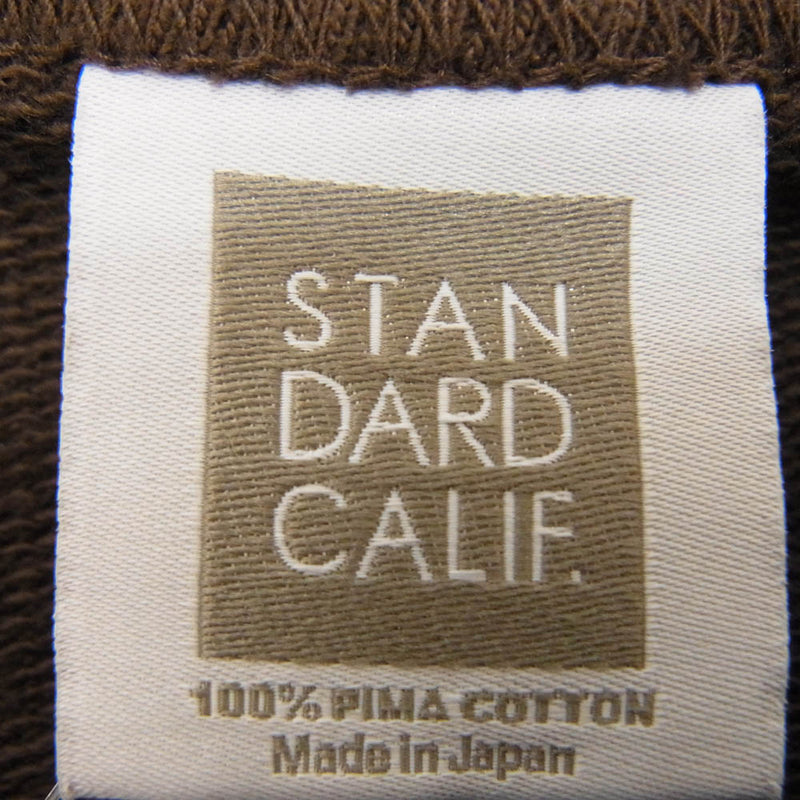 STAN
DARD
CALIF.
100% PIMA COTTON
Made in Japan